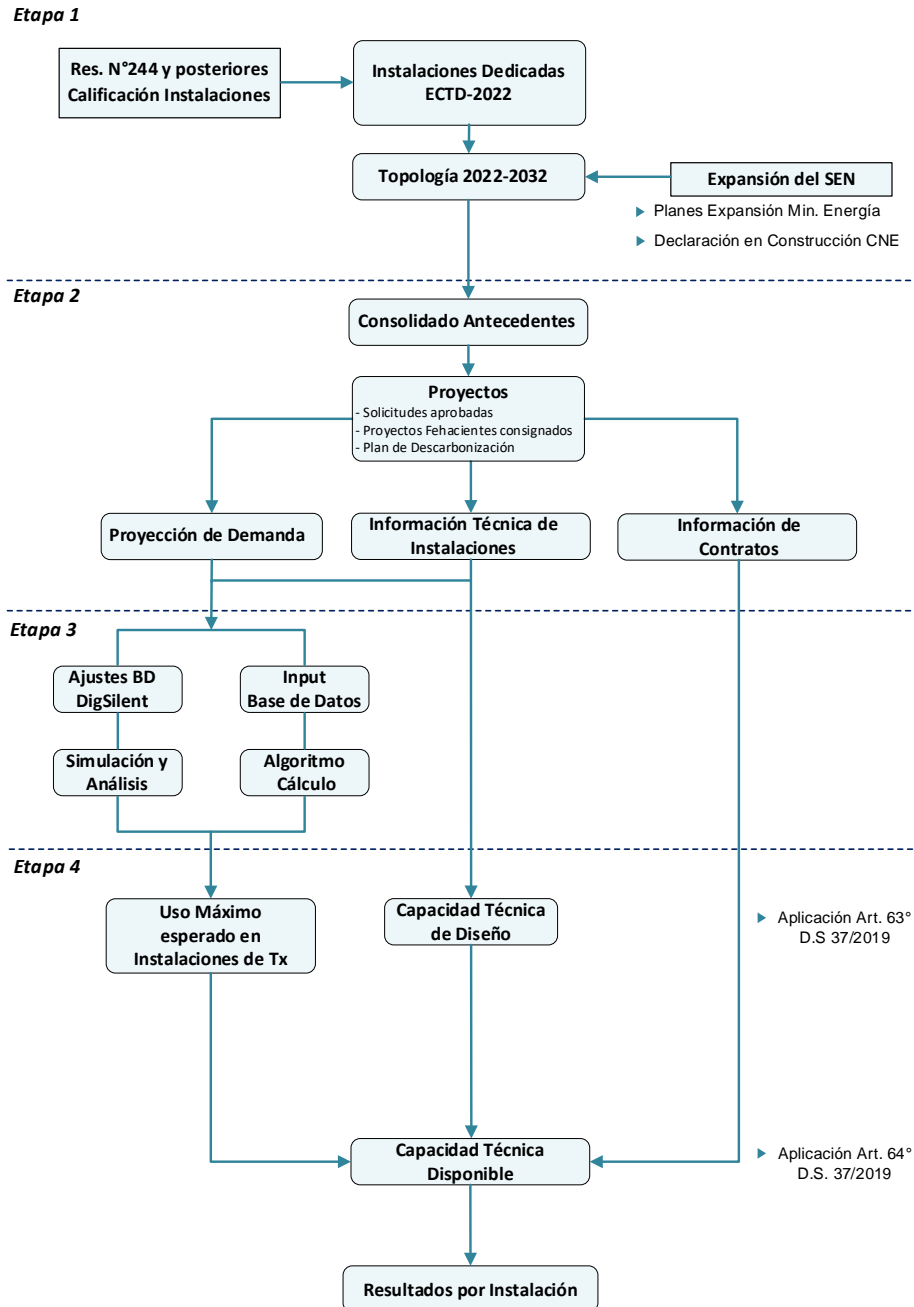 Etapa 1
Res. N°244 y posteriores
Calificación Instalaciones
Instalaciones Dedicadas
ECTD-2022
Topología 2022-2032
Expansión del SEN
Planes Expansión Min. Energía
Declaración en Construcción CNE
Etapa 2
Consolidado Antecedentes
Proyectos
- Solicitudes aprobadas
- Proyectos Fehacientes consignados
- Plan de Descarbonización
Proyección de Demanda
Información Técnica de
Instalaciones
Información de
Contratos
Etapa 3
Ajustes BD
DigSilent
Input
Base de Datos
Simulación y
Análisis
Algoritmo
Cálculo
Etapa 4
Uso Máximo
esperado en
Instalaciones de Tx
Capacidad Técnica
de Diseño
Aplicación Art. 63°
D.S 37/2019
Capacidad Técnica
Disponible
Aplicación Art. 64°
D.S. 37/2019
Resultados por Instalación